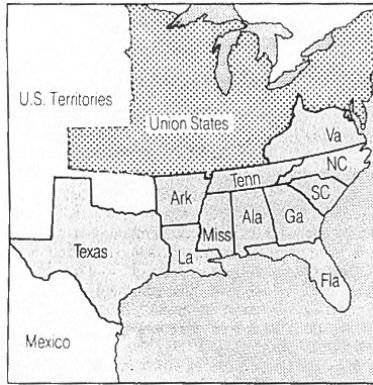 U.S. Territories
Union States
Va
NC
Tenn
Ark
SC
Miss
Ala
Ga
Texas
La
Fla
Mexico